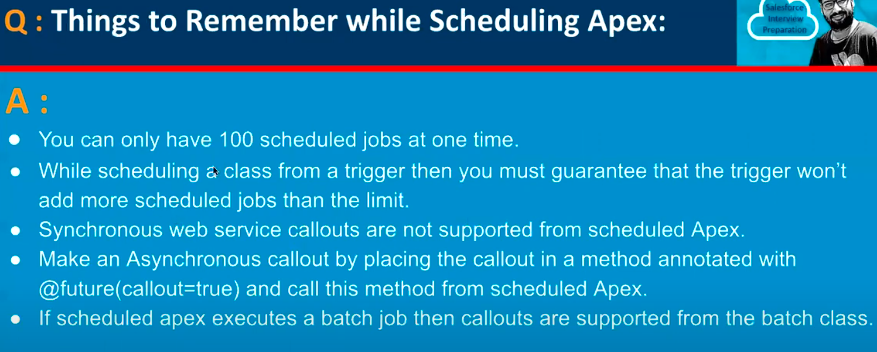 Q : Things to Remember while Scheduling Apex:
Salesforce
Interview
Preparation
A :
● You can only have 100 scheduled jobs at one time.
● While scheduling a class from a trigger then you must guarantee that the trigger won't
add more scheduled jobs than the limit.
● Synchronous web service callouts are not supported from scheduled Apex.
● Make an Asynchronous callout by placing the callout in a method annotated with
@future(callout=true) and call this method from scheduled Apex.
● If scheduled apex executes a batch job then callouts are supported from the batch class.